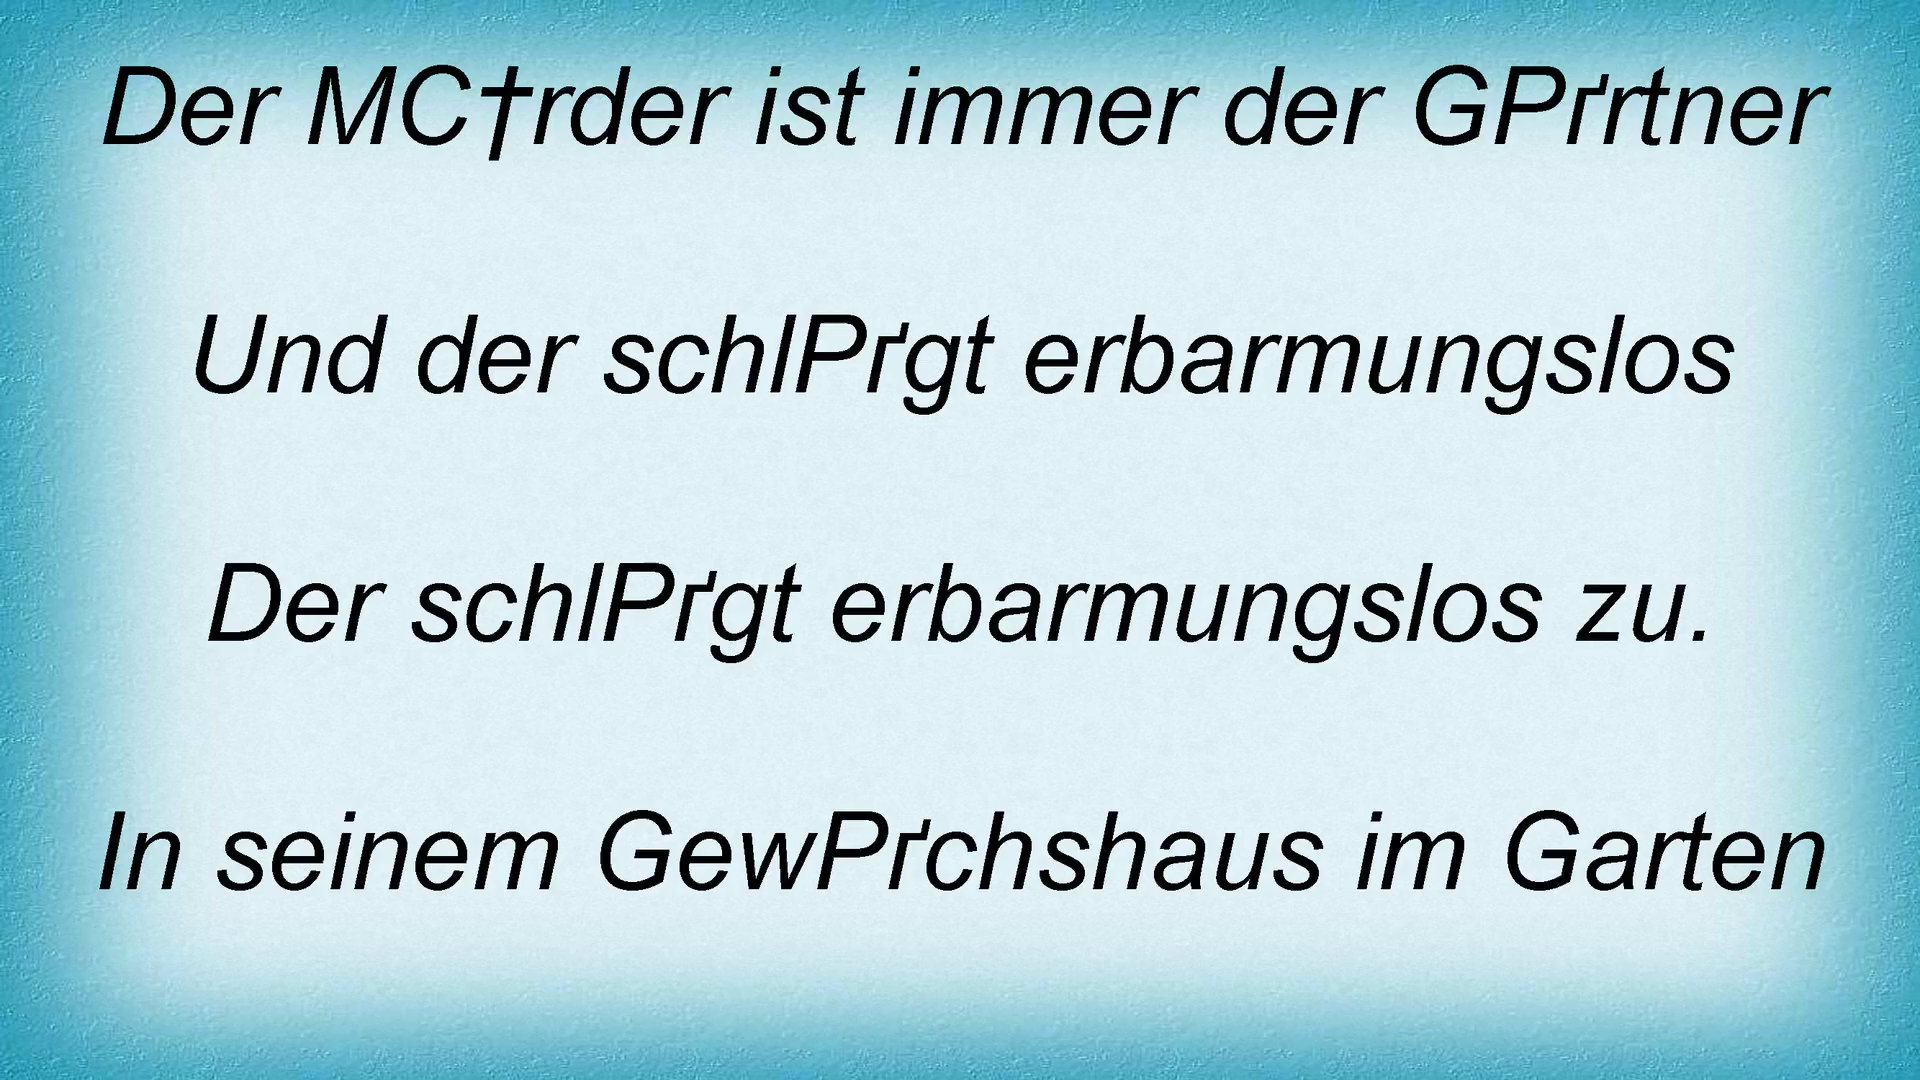 Der MC†rder ist immer der GPґrtner
Und der schlPґgt erbarmungslos
Der schlPґgt erbarmungslos zu.
In seinem GewPґchshaus im Garten